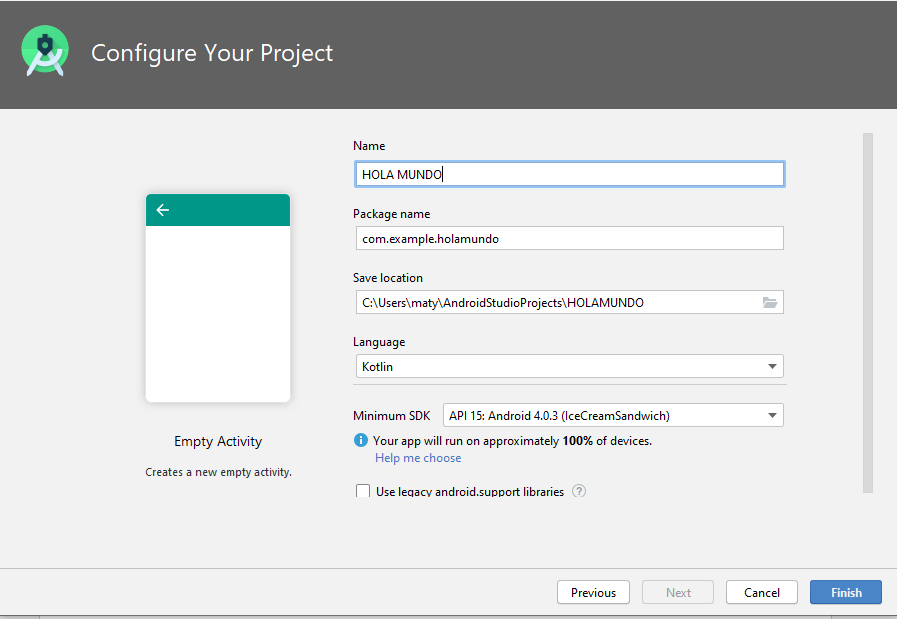 Configure Your Project
Name
HOLA MUNDO
Package name
com.example.holamundo
Save location
C:\Users\maty\AndroidStudioProjects\HOLAMUNDO
Language
Kotlin
Minimum SDK API 15: Android 4.0.3 (IceCreamSandwich)
Your app will run on approximately 100% of devices.
Help me choose
Use legacy android.support libraries ?
Empty Activity
Creates a new empty activity.
Previous Next Cancel Finish